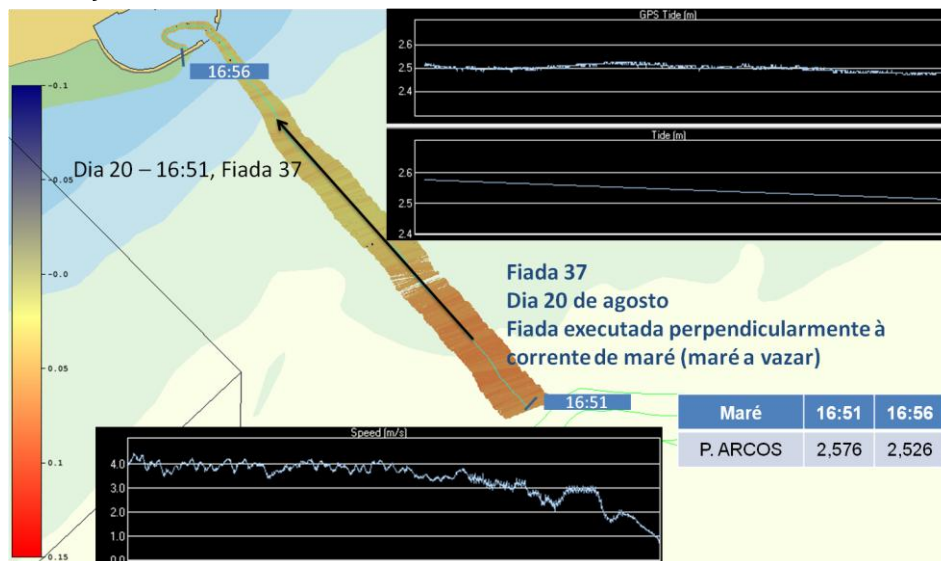 GPS Tide (m)
2.6
2.5
2.4
16:56
-0.1
Tide (m)
Dia 20 – 16:51, Fiada 37
-0.05
2.6
2.5
2.4
-0.0
Fiada 37
Dia 20 de agosto
Fiada executada perpendicularmente à
corrente de maré (maré a vazar)
0.05
16:51
Maré 16:51 16:56
P. ARCOS 2,576 2,526
Speed (m/s)
4.0
3.0
2.0
1.0
0.0
0.1
0.15